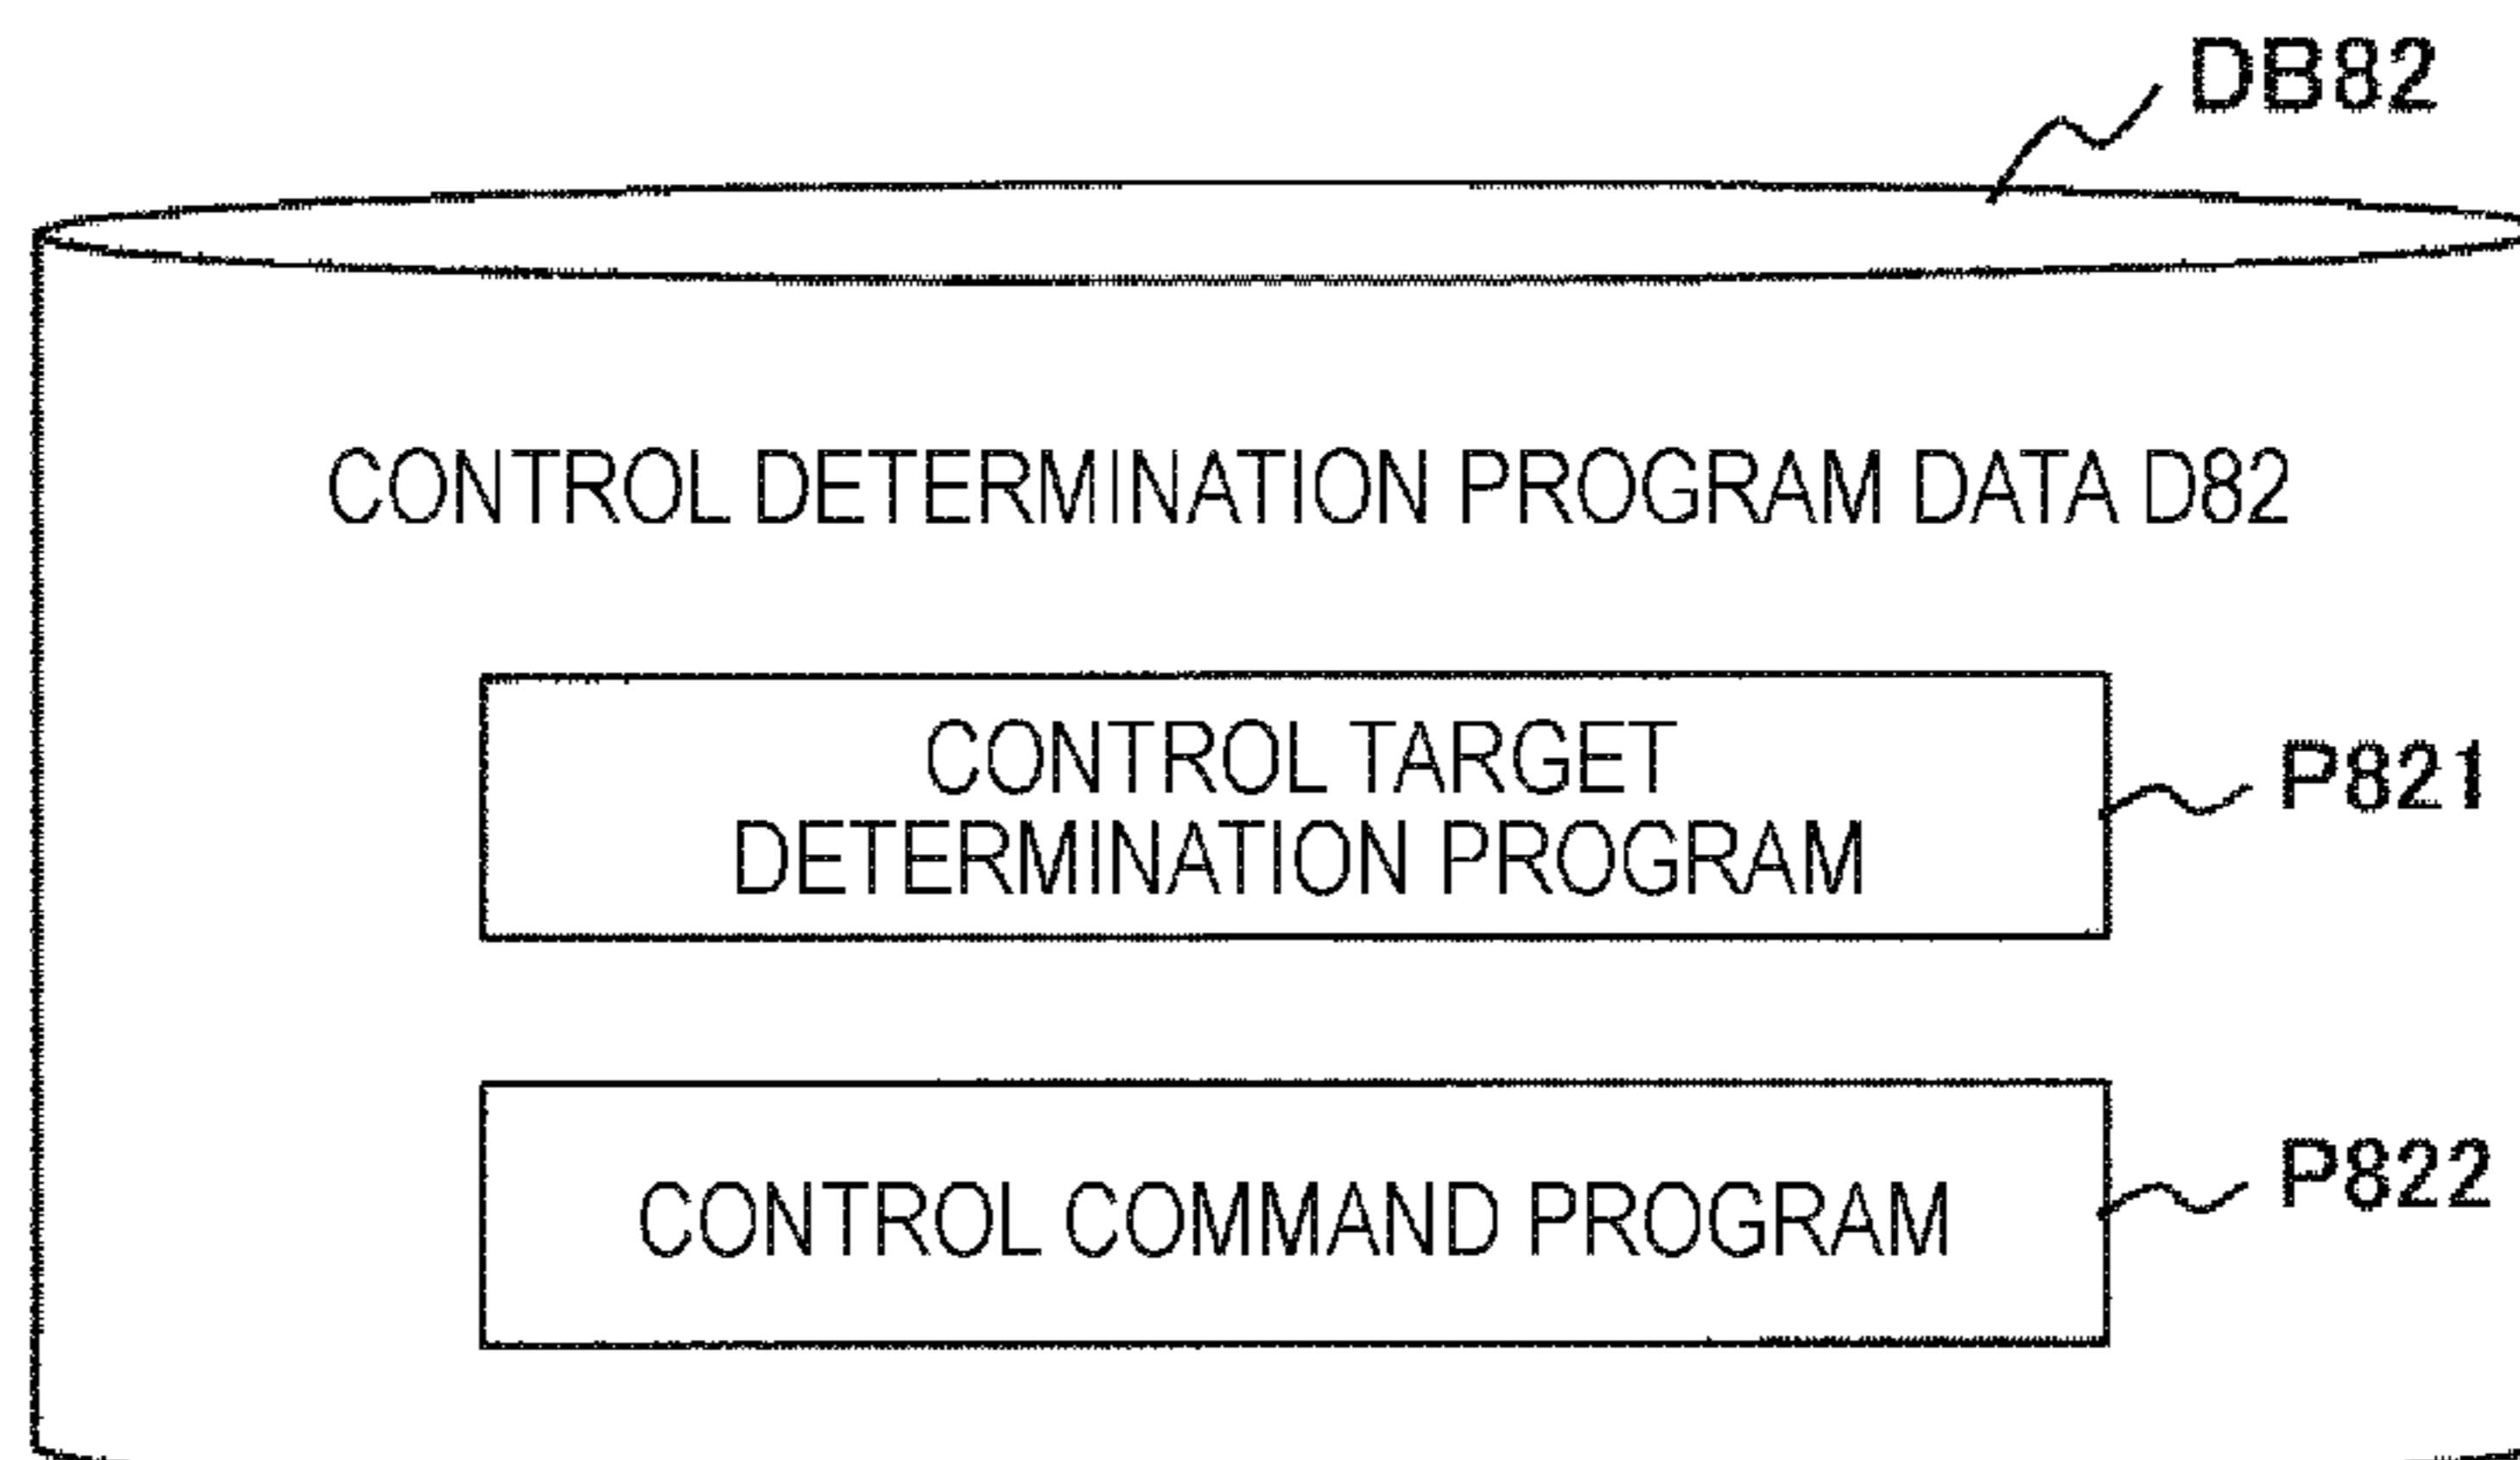 DB82
CONTROL DETERMINATION PROGRAM DATA D82
CONTROL TARGET
DETERMINATION PROGRAM
P821
CONTROL COMMAND PROGRAM
P822